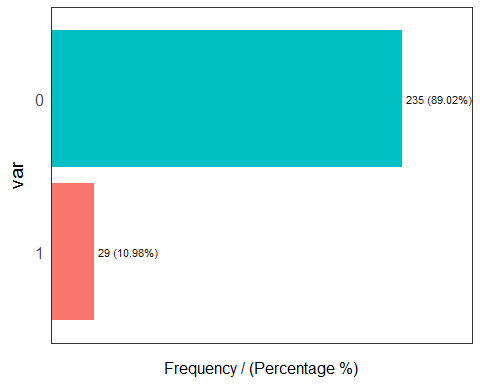 0
235 (89.02%)
var
1
29 (10.98%)
Frequency / (Percentage %)